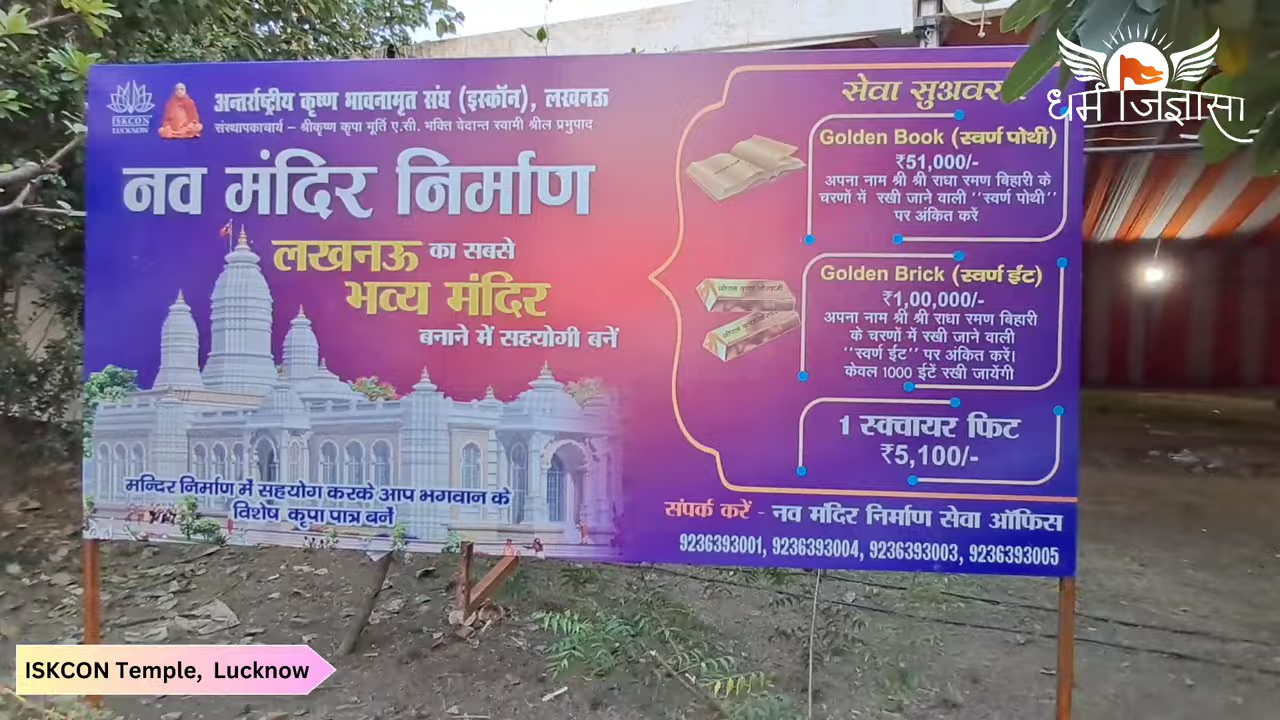 ISKCON
LUCKNOW
अन्तर्राष्ट्रीय कृष्ण भावनामृत संघ (इस्कॉन), लखनऊ
संस्थापकाचार्य – श्रीकृष्ण कृपा मूर्ति ए.सी. भक्ति वेदान्त स्वामी श्रील प्रभुपाद
नव मंदिर निर्माण
लखनऊ का सबसे
भव्य मंदिर
बनाने में सहयोगी बनें
मन्दिर निर्माण में सहयोग करके आप भगवान के
विशेष कृपा पात्र बनें
सेवा सुअवसर
Golden Book (स्वर्ण पोथी)
₹51,000/-
अपना नाम श्री श्री राधा रमण बिहारी के
चरणों में रखी जाने वाली "स्वर्ण पोथी"
पर अंकित करें
Golden Brick (स्वर्ण ईंट)
₹1,00,000/-
अपना नाम श्री श्री राधा रमण बिहारी
के चरणों में रखी जाने वाली
"स्वर्ण ईंट" पर अंकित करें।
केवल 1000 ईंटें रखी जायेंगी
1 स्क्वायर फिट
₹5,100/-
संपर्क करें - नव मंदिर निर्माण सेवा ऑफिस
9236393001, 9236393004, 9236393003, 9236393005
धर्म जिज्ञासा
ISKCON Temple, Lucknow